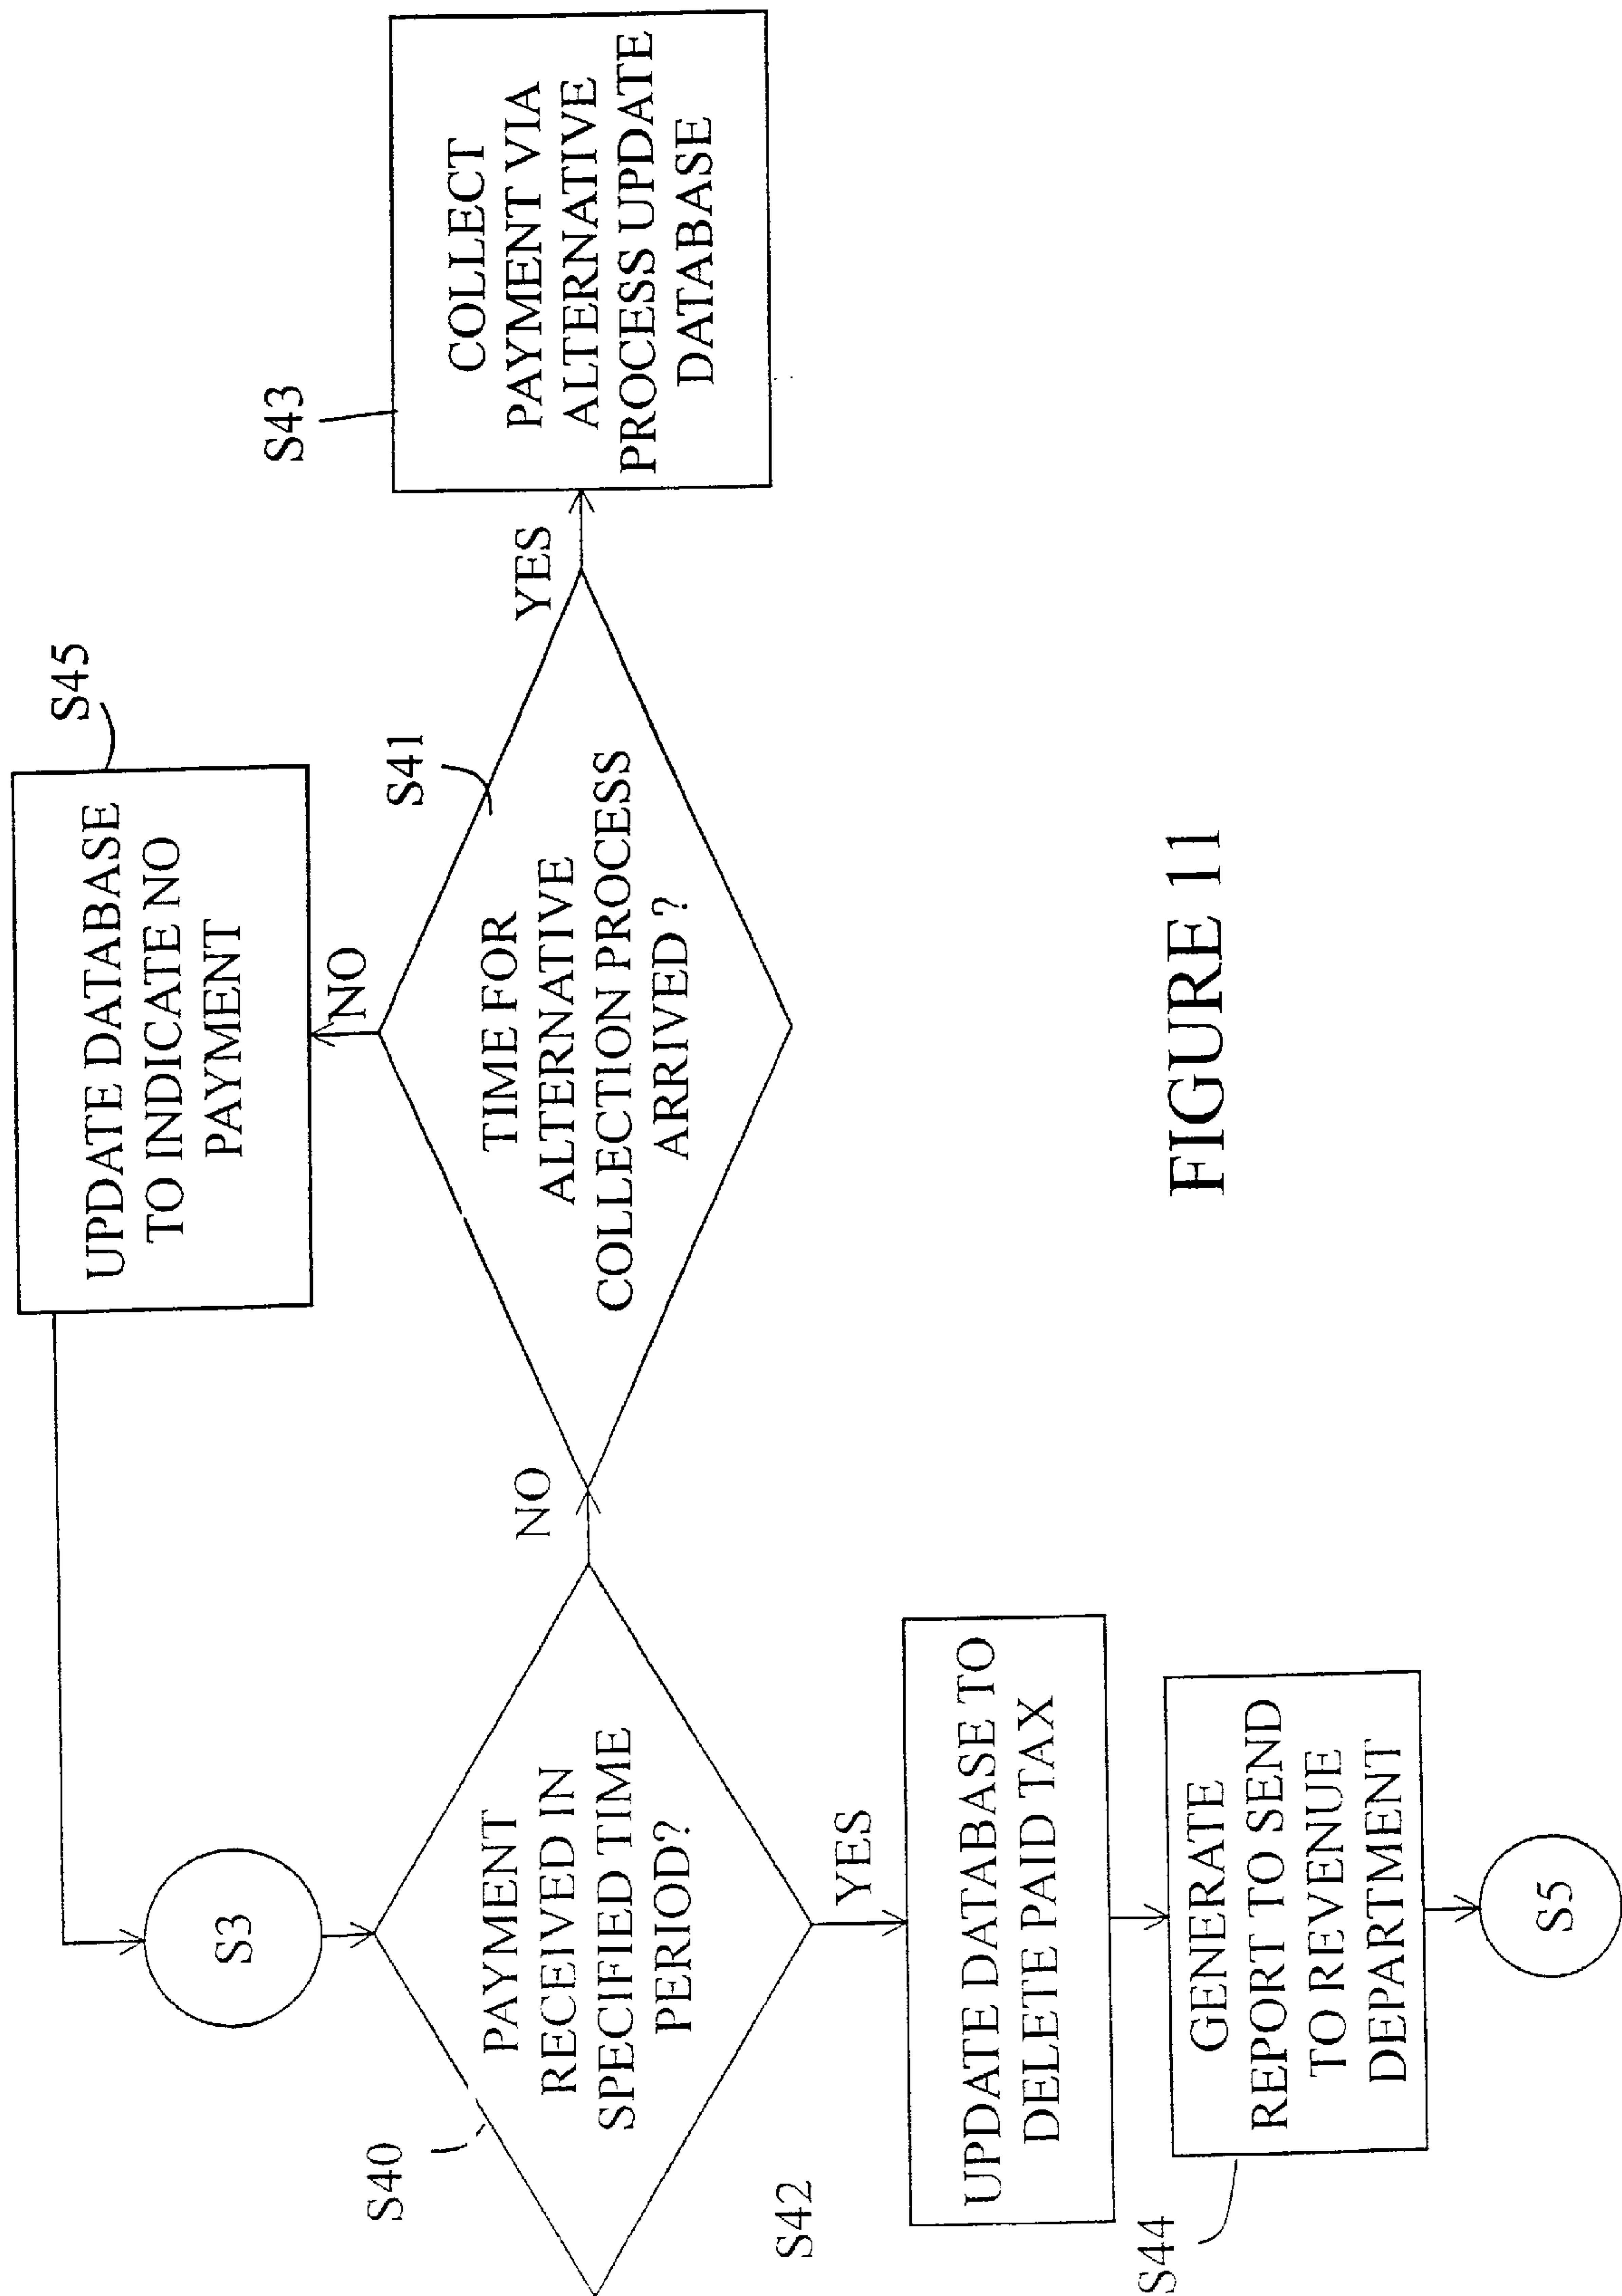 S45
UPDATE DATABASE
TO INDICATE NO
PAYMENT
S3
NO
S43
S41
S40
PAYMENT
RECEIVED IN
SPECIFIED TIME
PERIOD?
NO
TIME FOR
ALTERNATIVE
COLLECTION PROCESS
ARRIVED ?
YES
COLLECT
PAYMENT VIA
ALTERNATIVE
PROCESS UPDATE
DATABASE
S42
YES
UPDATE DATABASE TO
DELETE PAID TAX
S44
GENERATE
REPORT TO SEND
TO REVENUE
DEPARTMENT
S5
FIGURE 11